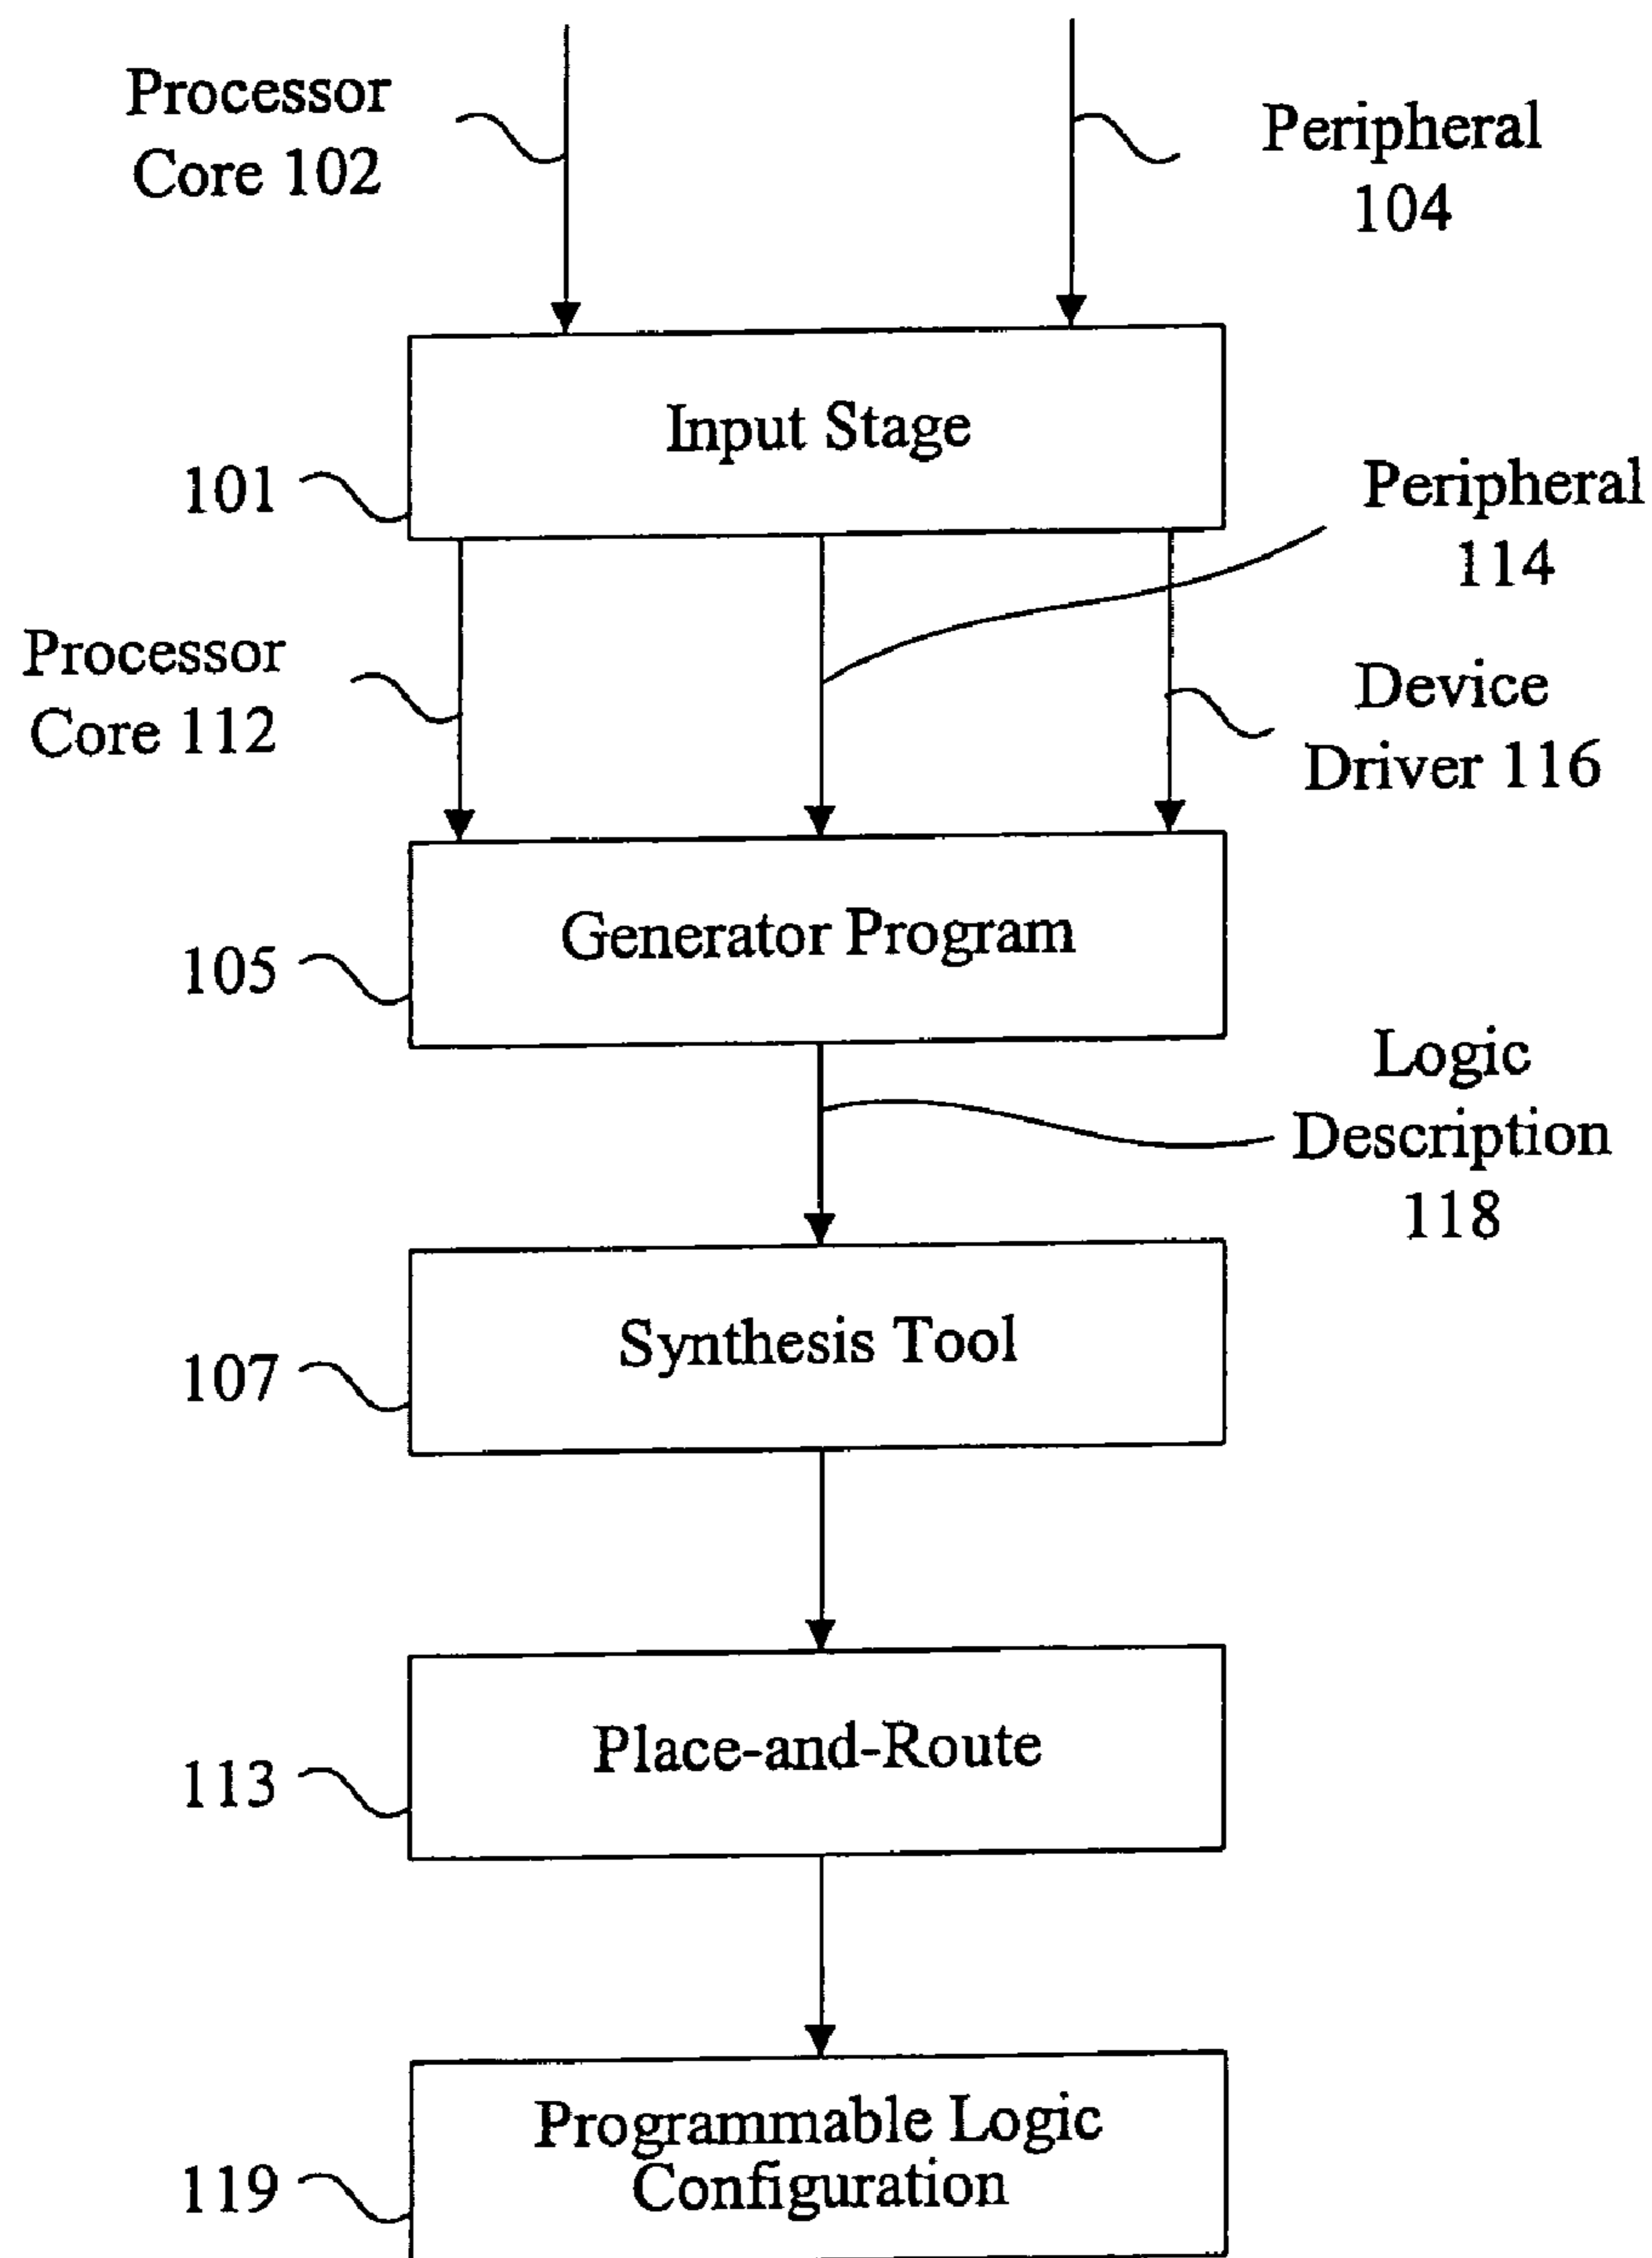 Processor
Core 102
Peripheral
104
Input Stage
101
Peripheral
114
Processor
Core 112
Device
Driver 116
Generator Program
105
Logic
Description
118
Synthesis Tool
107
Place-and-Route
113
Programmable Logic
Configuration
119